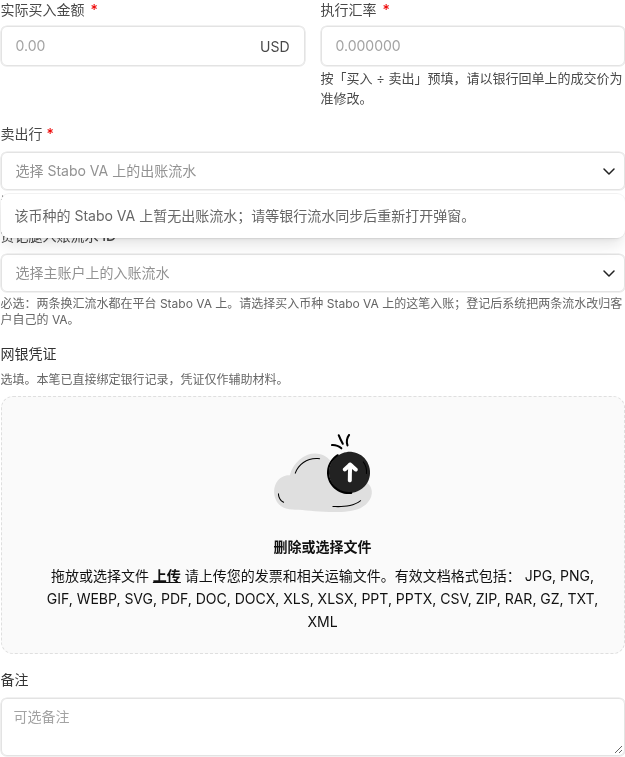 实际买入金额 *
执行汇率 *
0.00 USD
0.000000
按「买入 ÷ 卖出」预填，请以银行回单上的成交价为
准修改。
卖出行 *
选择 Stabo VA 上的出账流水
该币种的 Stabo VA 上暂无出账流水；请等银行流水同步后重新打开弹窗。
选择主账户上的入账流水
必选：两条换汇流水都在平台 Stabo VA 上。请选择买入币种 Stabo VA 上的这笔入账；登记后系统把两条流水改归客
户自己的 VA。
网银凭证
选填。本笔已直接绑定银行记录，凭证仅作辅助材料。
删除或选择文件
拖放或选择文件 上传 请上传您的发票和相关运输文件。有效文档格式包括： JPG, PNG,
GIF, WEBP, SVG, PDF, DOC, DOCX, XLS, XLSX, PPT, PPTX, CSV, ZIP, RAR, GZ, TXT,
XML
备注
可选备注